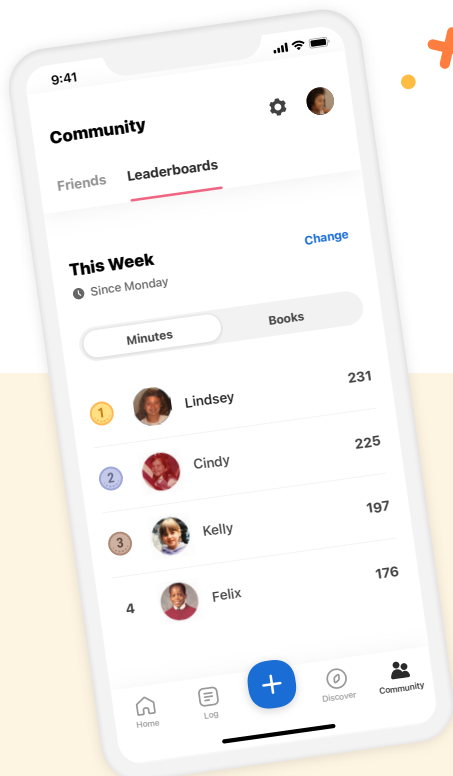 9:41
Community
Friends Leaderboards
This Week
Change
Since Monday
Minutes Books
1 Lindsey 231
2 Cindy 225
3 Kelly 197
4 Felix 176
Home Log Discover Community